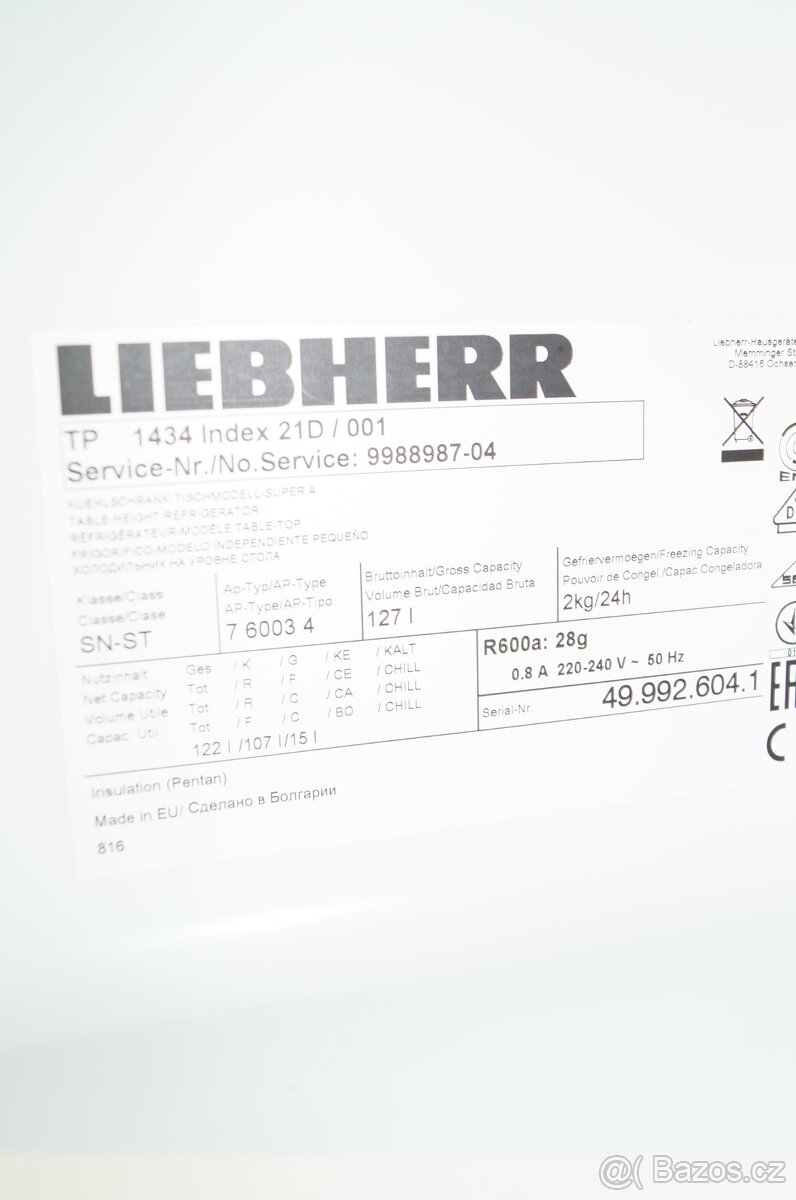 LIEBHERR
Liebherr-Hausgeräte
Memminger St
D-88416 Ochsen
TP 1434 Index 21D / 001
Service-Nr./No.Service: 9988987-04
KUEHLSCHRANK-TISCHMODELL-SUPER A
TABLE-HEIGHT REFRIGERATOR
RÉFRIGÉRATEUR-MODÈLE TABLE-TOP
FRIGORIFICO-MODELO INDEPENDIENTE PEQUEÑO
ХОЛОДИЛЬНИК НА УРОВНЕ СТОЛА
Klasse/Class
Classe/Clase
SN-ST
Ap-Typ/AP-Type
AP-Type/AP-Tipo
7 6003 4
Bruttoinhalt/Gross Capacity
Volume Brut/Capacidad Bruta
127 l
Gefriervermoegen/Freezing Capacity
Pouvoir de Congel./Capac.Congeladora
2kg/24h
Nutzinhalt Ges / K / G / KE / KALT
Net.Capacity Tot / R / F / CE / CHILL
Volume Utile Tot / R / C / CA / CHILL
Capac. Util Tot / F / C / BO / CHILL
122 l /107 l/15 l
R600a: 28g
0.8 A 220-240 V ~ 50 Hz
Serial-Nr. 49.992.604.1
Insulation (Pentan)
Made in EU/ Сделано в Болгарии
816
@( Bazos.cz